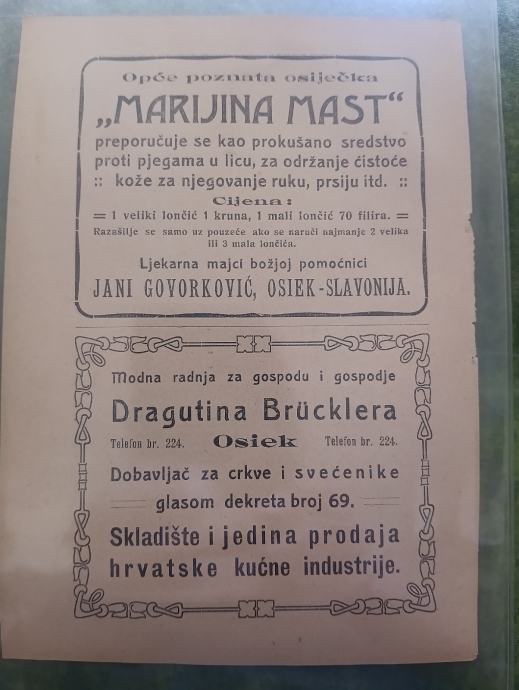 Opće poznata osiječka
„MARIJINA MAST“
preporučuje se kao prokušano sredstvo
proti pjegama u licu, za održanje ćistoće
:: kože za njegovanje ruku, prsiju itd. ::
Cijena:
= 1 veliki lončić 1 kruna, 1 mali lončić 70 filira. =
Razašilje se samo uz pouzeće ako se naruči najmanje 2 velika
ili 3 mala lončića.
Ljekarna majci božjoj pomoćnici
JANI GOVORKOVIĆ, OSIEK-SLAVONIJA.
Modna radnja za gospodu i gospodje
Dragutina Brücklera
Telefon br. 224. Osiek Telefon br. 224.
Dobavljač za crkve i svećenike
glasom dekreta broj 69.
Skladište i jedina prodaja
hrvatske kućne industrije.